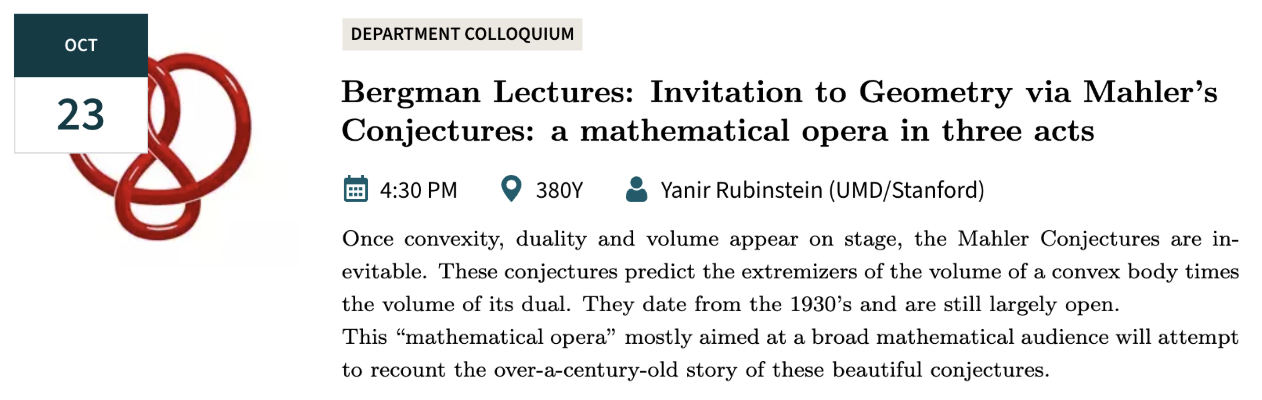 OCT
23
DEPARTMENT COLLOQUIUM
Bergman Lectures: Invitation to Geometry via Mahler's
Conjectures: a mathematical opera in three acts
4:30 PM 380Y Yanir Rubinstein (UMD/Stanford)
Once convexity, duality and volume appear on stage, the Mahler Conjectures are in-
evitable. These conjectures predict the extremizers of the volume of a convex body times
the volume of its dual. They date from the 1930's and are still largely open.
This “mathematical opera” mostly aimed at a broad mathematical audience will attempt
to recount the over-a-century-old story of these beautiful conjectures.